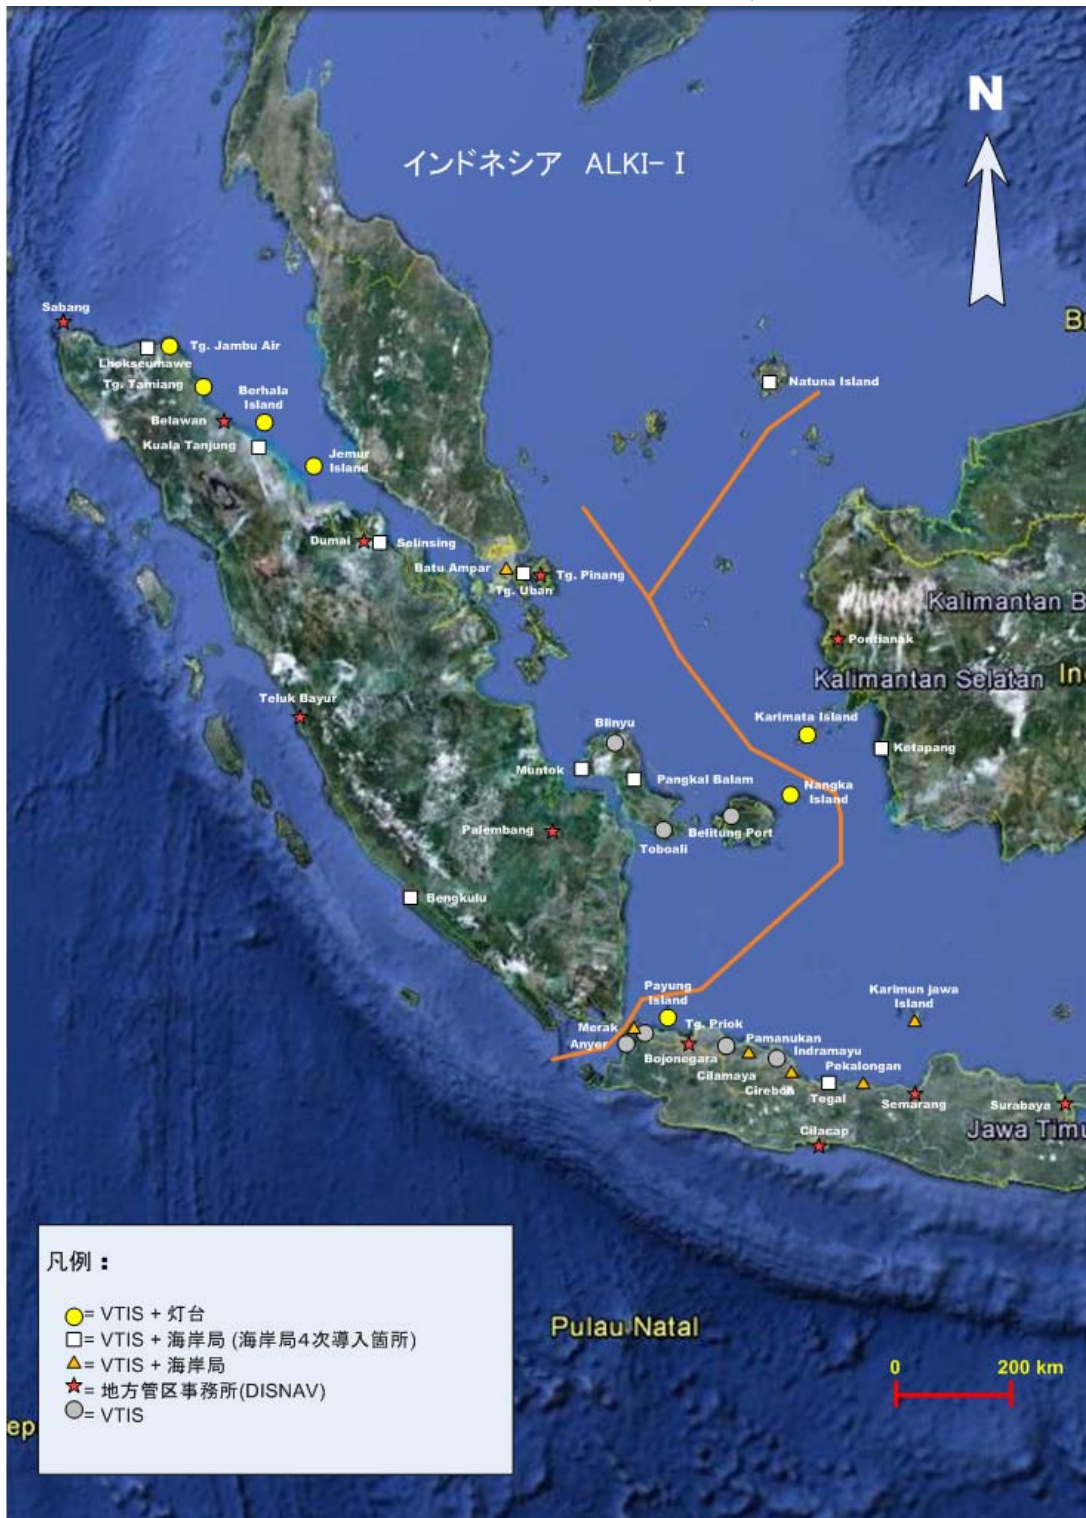 N
インドネシア ALKI-I
Sabang
B
Tg. Jambu Air
Lhokseumawe
Natuna Island
Tg. Tamiang
Berhala
Island
Belawan
Kuala Tanjung
Jemur
Island
Dumai
Selinsing
Batu Ampar
Tg. Pinang
Tg. Uban
Kalimantan B
Pontianak
Kalimantan Selatan
In
Teluk Bayur
Karimata Island
Blinyu
Ketapang
Muntok
Pangkal Balam
Nangka
Island
Palembang
Belitung Port
Toboali
Bengkulu
Payung
Island
Karimun jawa
Island
Merak
Tg. Priok
Anyer
Pamanukan
Bojonegara
Indramayu
Cilamaya
Pekalongan
Cirebon
Tegal
Semarang
Surabaya
Cilacap
Jawa Timu
凡例 :
= VTIS + 灯台
= VTIS + 海岸局 (海岸局4次導入箇所)
= VTIS + 海岸局
= 地方管区事務所(DISNAV)
= VTIS
Pulau Natal
0 200 km
ep